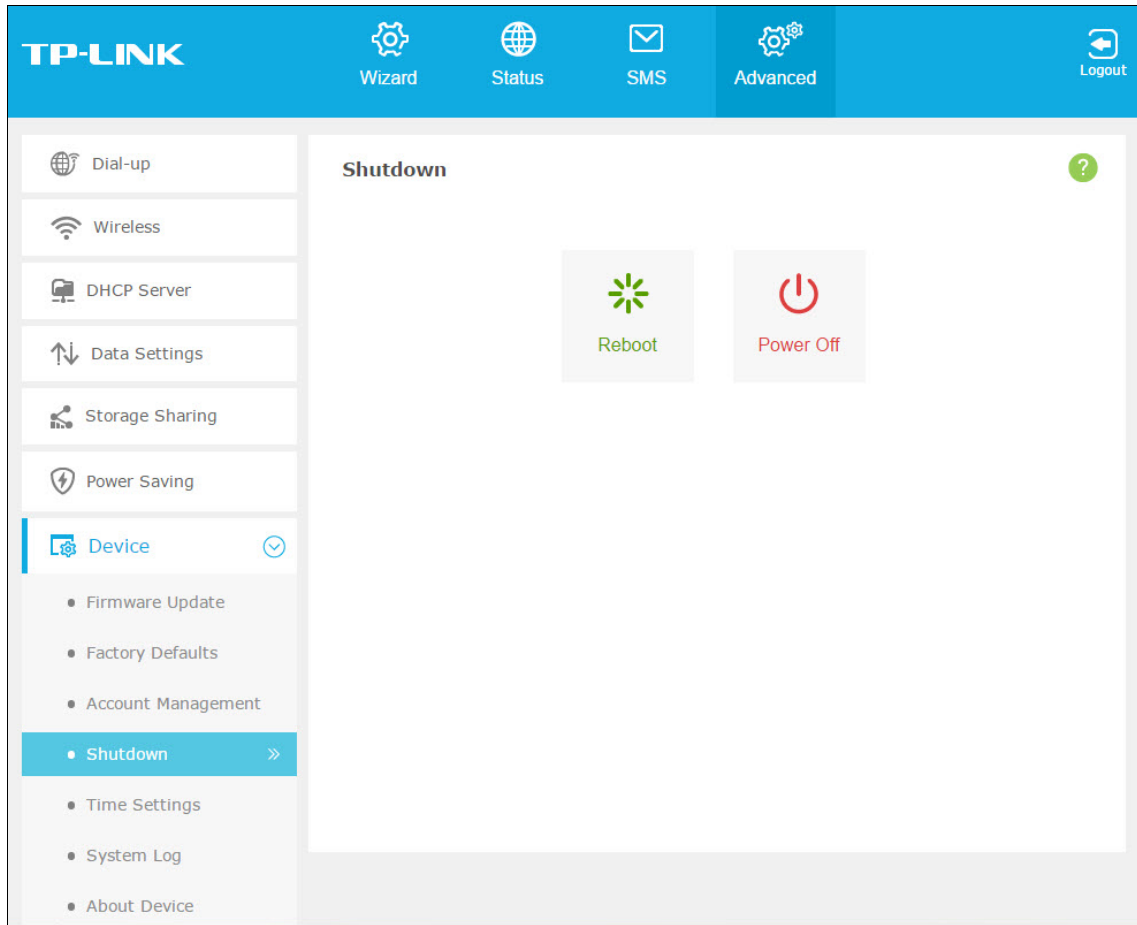 TP-LINK
Wizard
Status
SMS
Advanced
Logout
Dial-up
Wireless
DHCP Server
Data Settings
Storage Sharing
Power Saving
Device
Firmware Update
Factory Defaults
Account Management
Shutdown
Time Settings
System Log
About Device
Shutdown
?
Reboot
Power Off